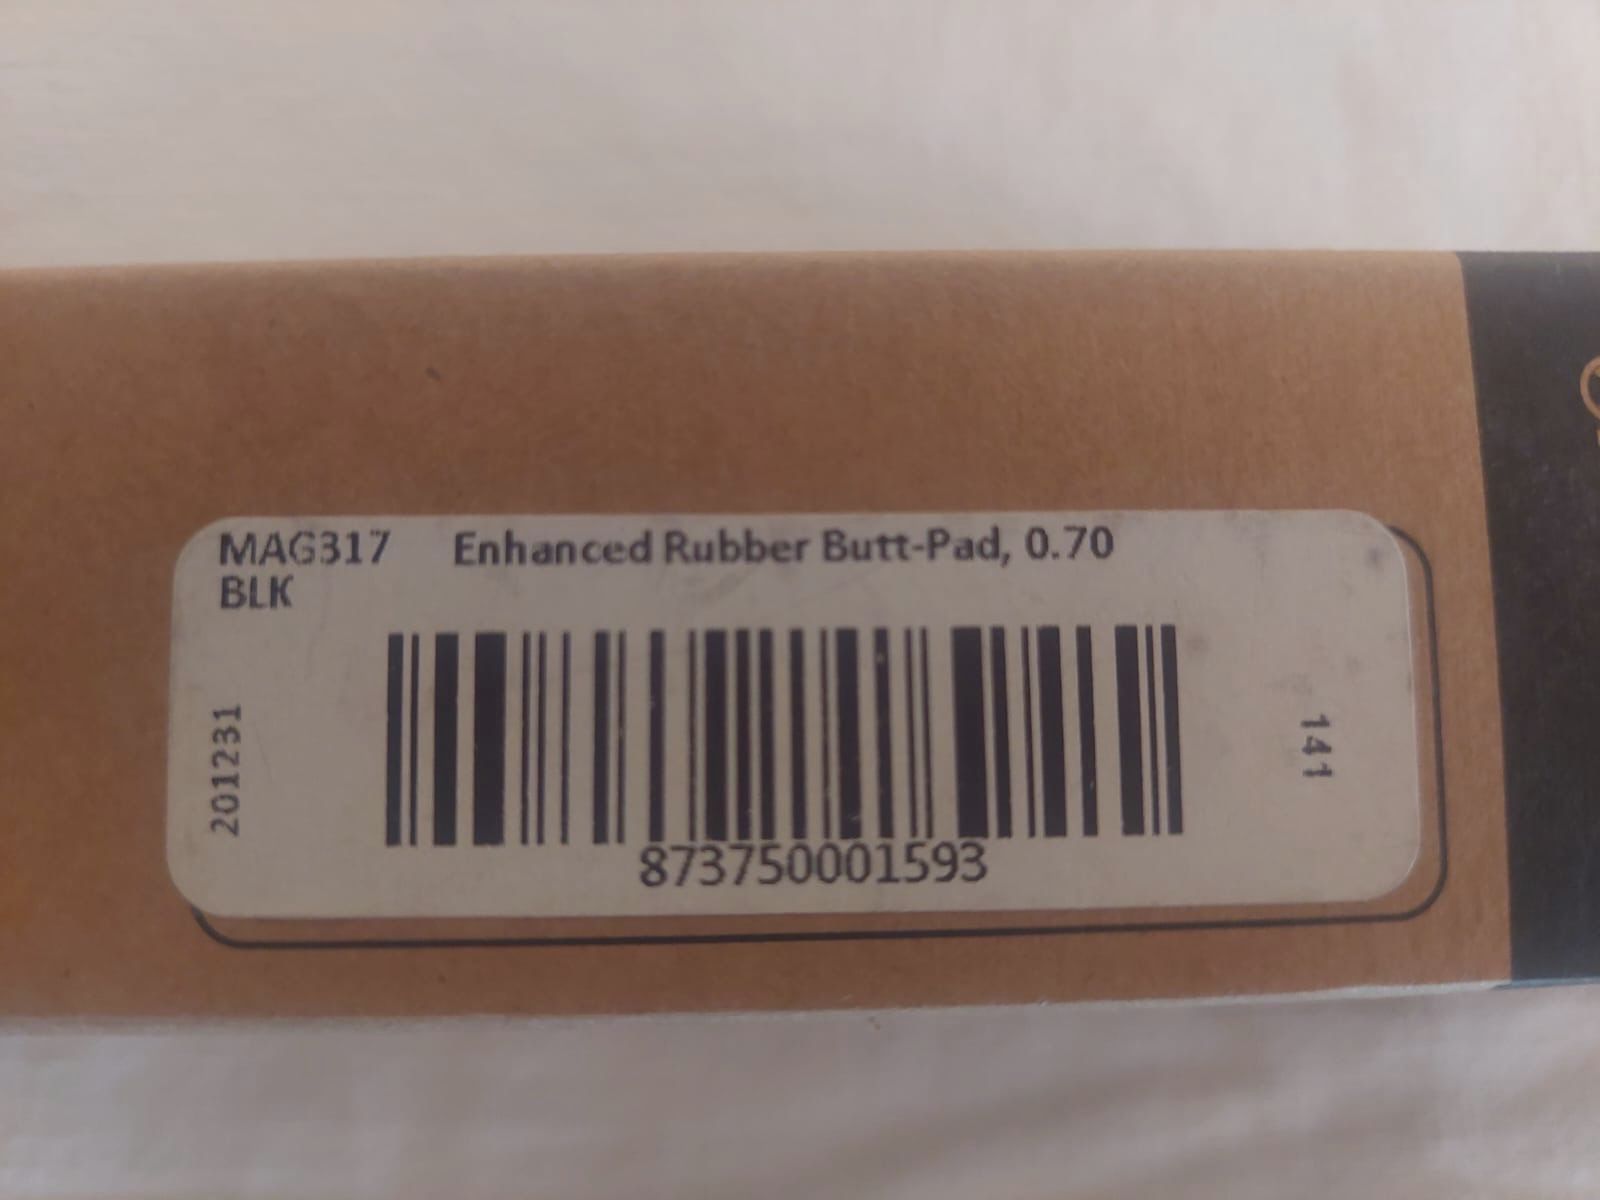 MAG317 Enhanced Rubber Butt-Pad, 0.70
BLK
201231
141
873750001593